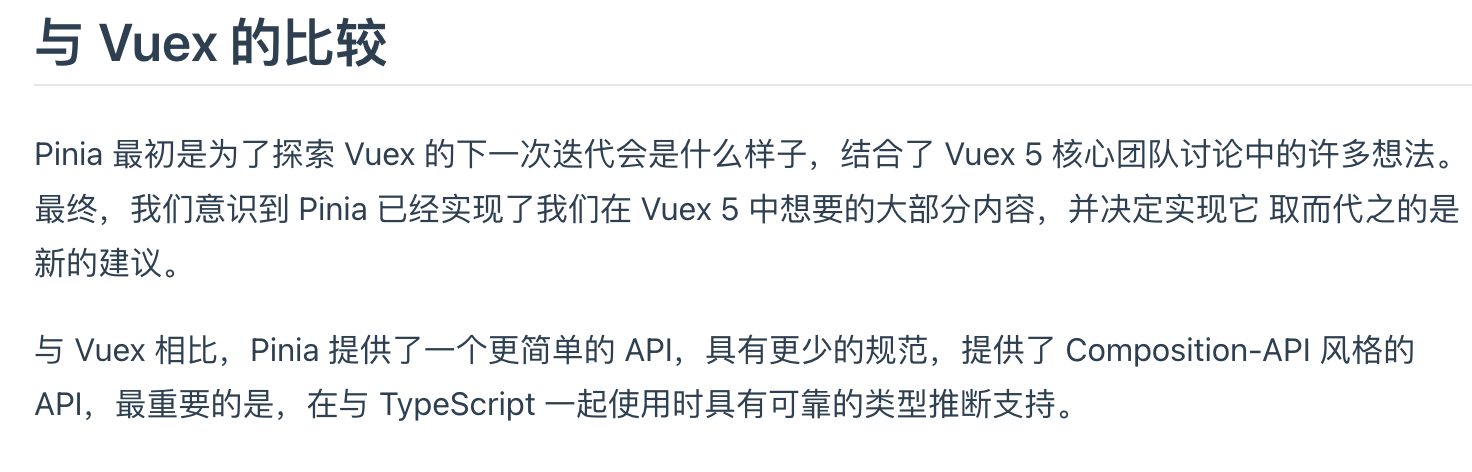 与 Vuex 的比较
Pinia 最初是为了探索 Vuex 的下一次迭代会是什么样子，结合了 Vuex 5 核心团队讨论中的许多想法。
最终，我们意识到 Pinia 已经实现了我们在 Vuex 5 中想要的大部分内容，并决定实现它 取而代之的是
新的建议。
与 Vuex 相比，Pinia 提供了一个更简单的 API，具有更少的规范，提供了 Composition-API 风格的
API，最重要的是，在与 TypeScript 一起使用时具有可靠的类型推断支持。